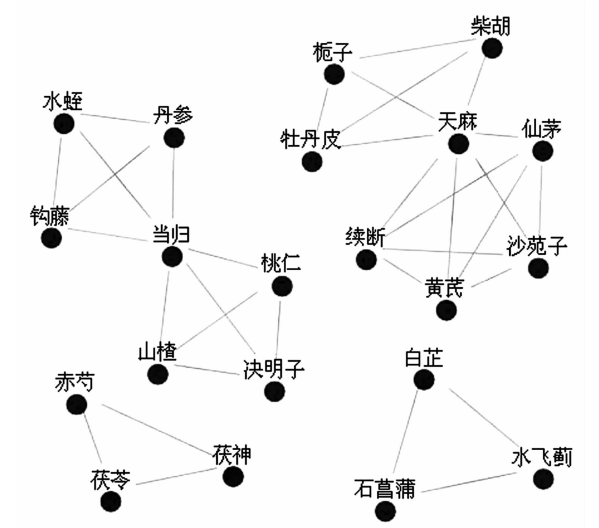 柴胡
栀子
水蛭
丹参
天麻
仙茅
牡丹皮
钩藤
当归
续断
沙苑子
桃仁
黄芪
山楂
决明子
白芷
赤芍
茯神
水飞蓟
茯苓
石菖蒲